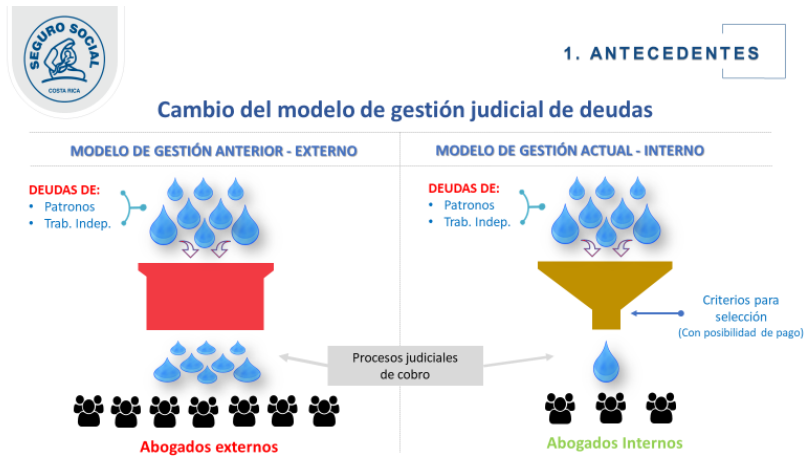 SEGURO SOCIAL
COSTA RICA
1. ANTECEDENTES
Cambio del modelo de gestión judicial de deudas
MODELO DE GESTIÓN ANTERIOR - EXTERNO
DEUDAS DE:
• Patronos
• Trab. Indep.
MODELO DE GESTIÓN ACTUAL - INTERNO
DEUDAS DE:
• Patronos
• Trab. Indep.
Criterios para
selección
(Con posibilidad de pago)
Procesos judiciales
de cobro
Abogados externos
Abogados Internos